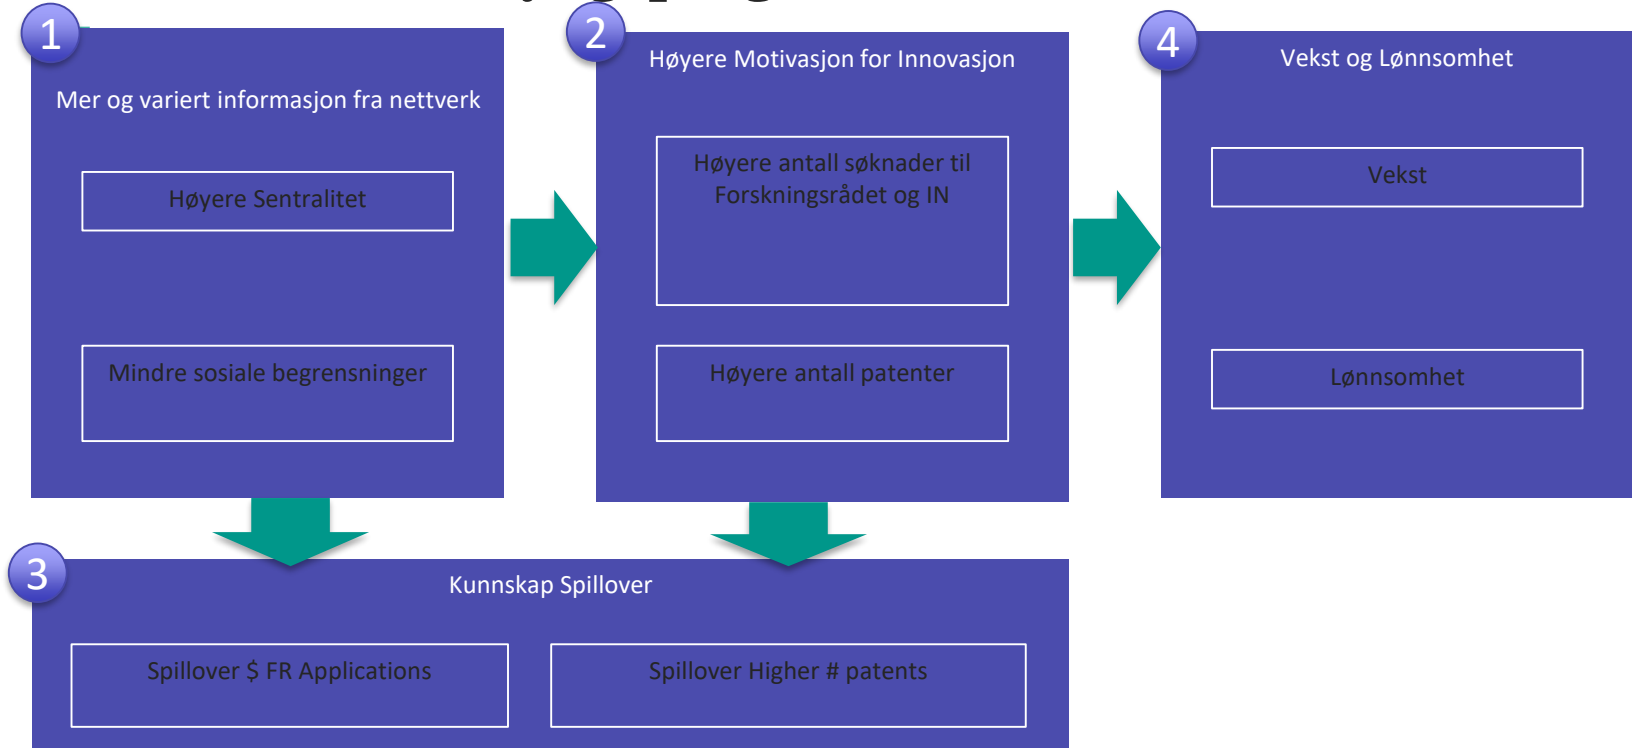 1
Mer og variert informasjon fra nettverk
Høyere Sentralitet
Mindre sosiale begrensninger
2
Høyere Motivasjon for Innovasjon
Høyere antall søknader til
Forskningsrådet og IN
Høyere antall patenter
4
Vekst og Lønnsomhet
Vekst
Lønnsomhet
3
Kunnskap Spillover
Spillover $ FR Applications
Spillover Higher # patents